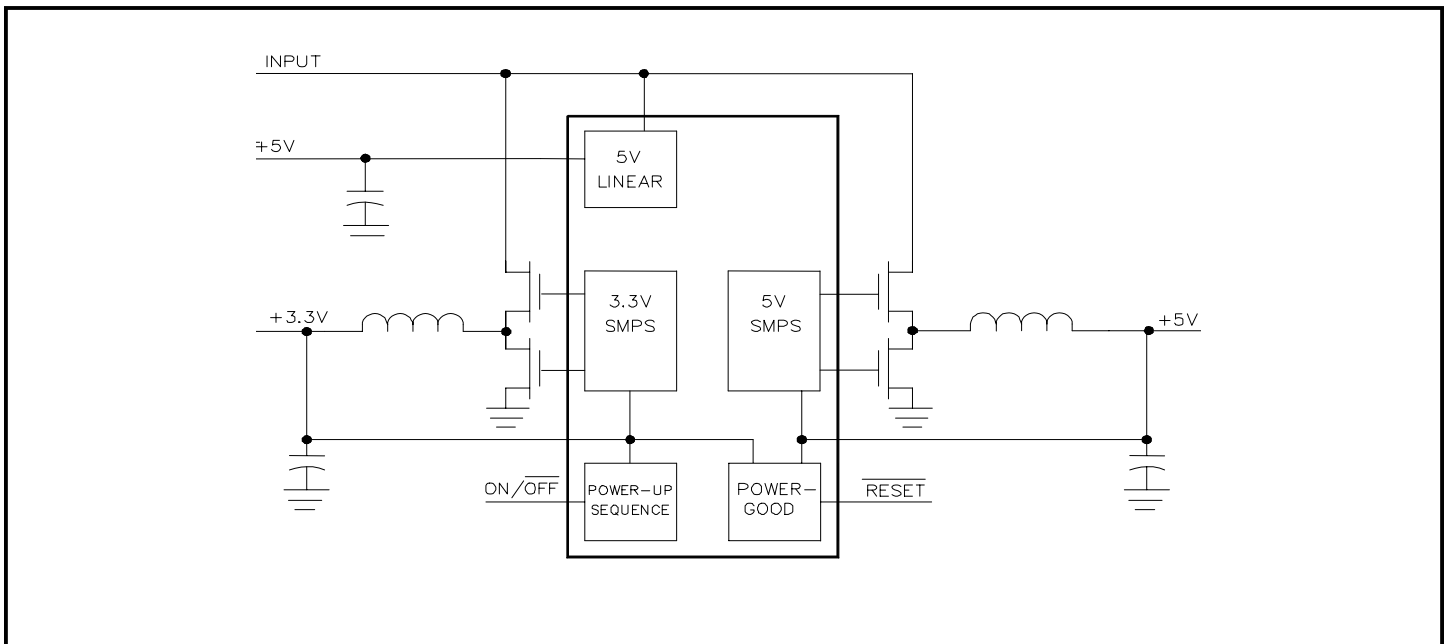 INPUT
+5V
5V
LINEAR
+3.3V
3.3V
SMPS
5V
SMPS
+5V
ON/OFF
POWER-UP
SEQUENCE
POWER-
GOOD
RESET